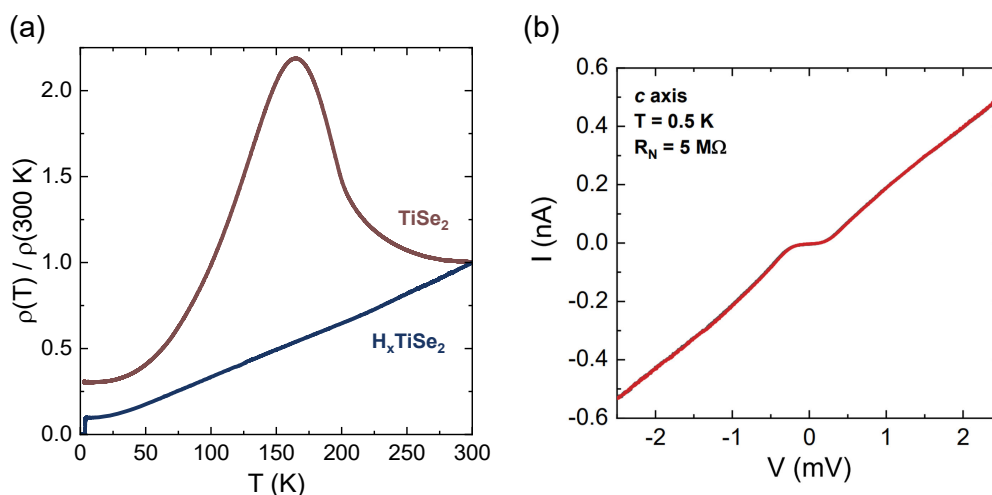 (a)
2.0
1.5
1.0
0.5
0.0
ρ(T) / ρ(300 K)
TiSe₂
HₓTiSe₂
0 50 100 150 200 250 300
T (K)
(b)
0.6
0.4
0.2
0.0
-0.2
-0.4
-0.6
I (nA)
c axis
T = 0.5 K
R_N = 5 MΩ
-2 -1 0 1 2
V (mV)